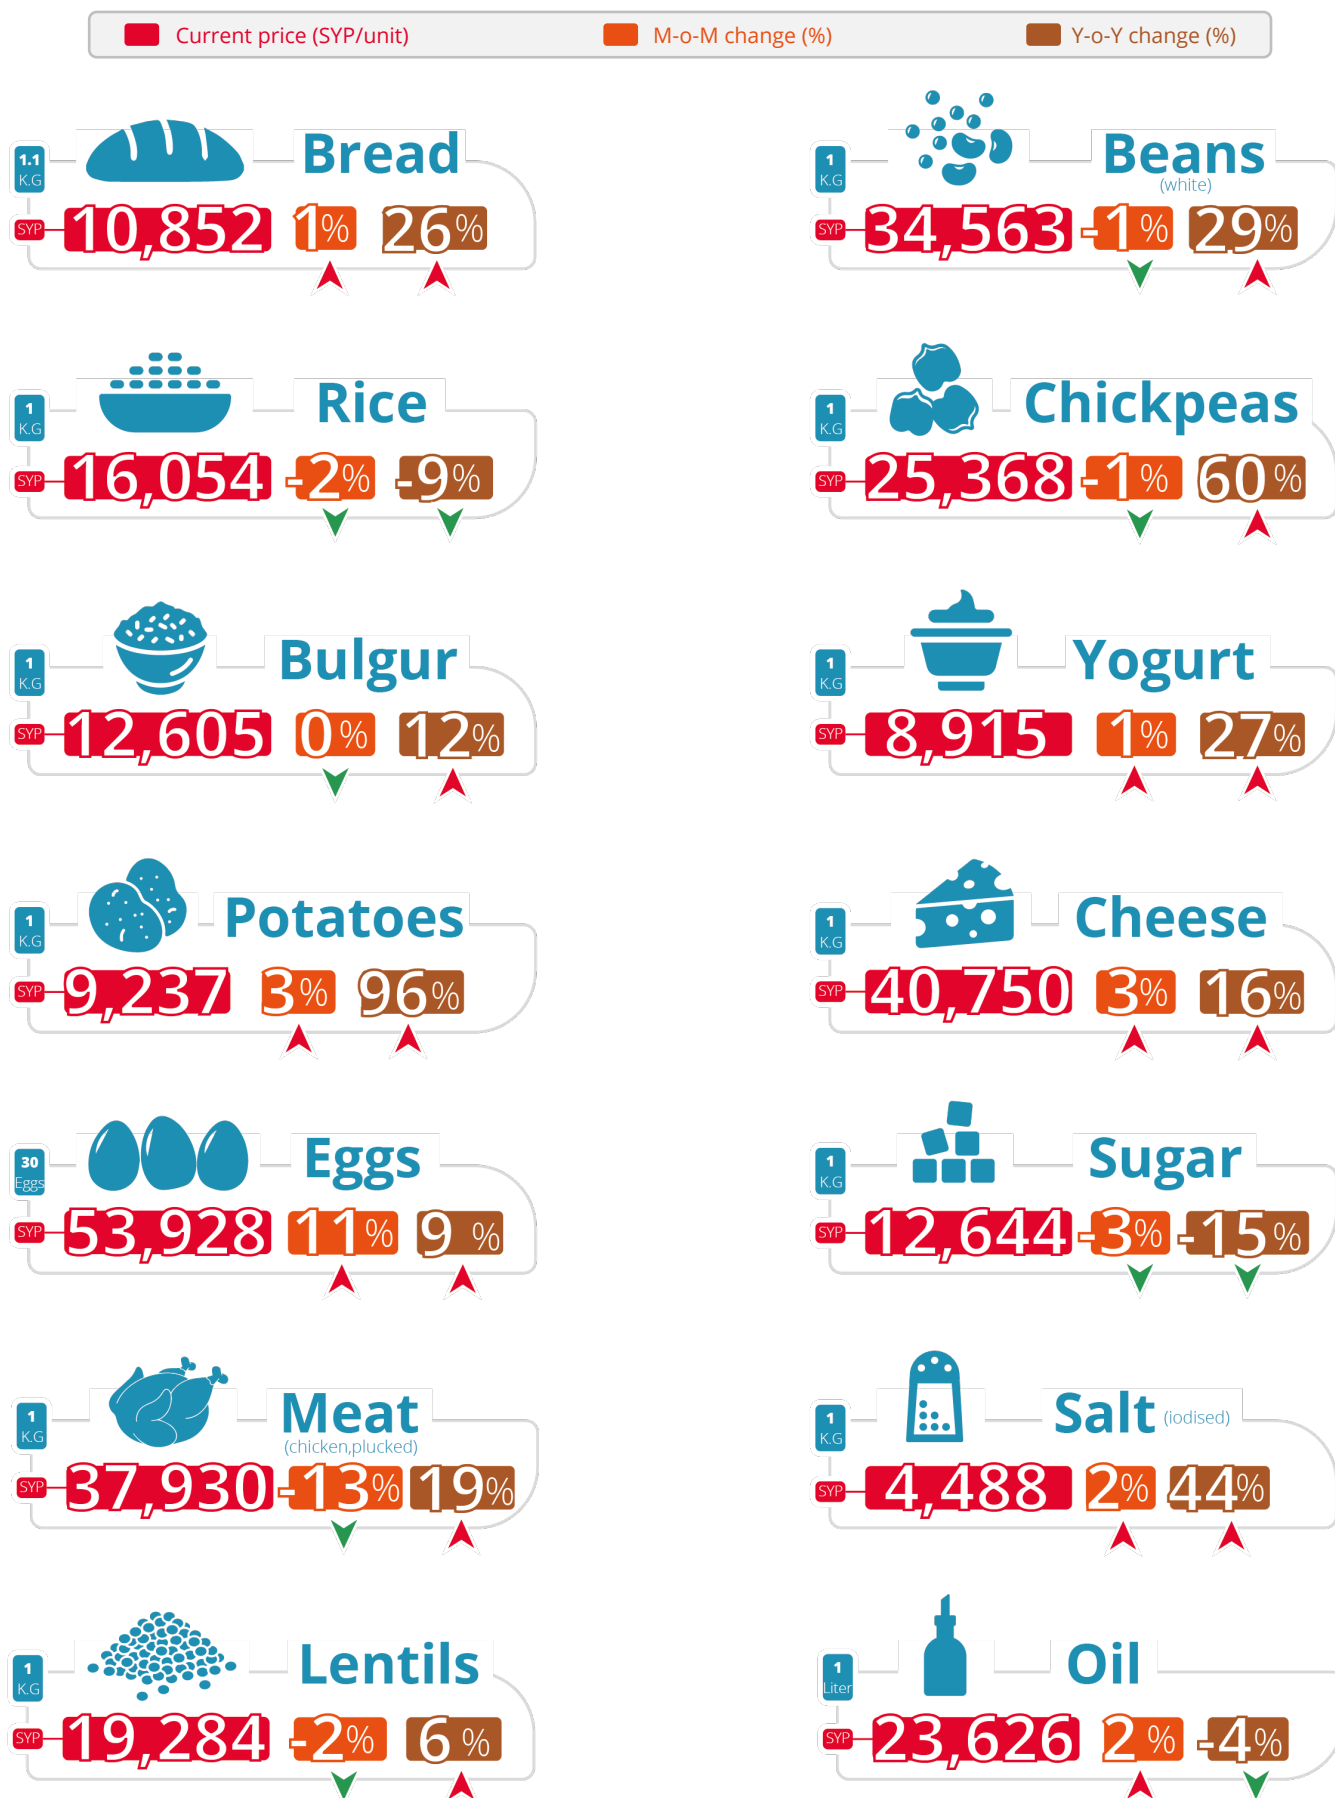 Current price (SYP/unit) M-o-M change (%) Y-o-Y change (%)
1.1 K.G Bread
SYP 10,852 1% 26%
1 K.G Beans
(white)
SYP 34,563 -1% 29%
1 K.G Rice
SYP 16,054 -2% -9%
1 K.G Chickpeas
SYP 25,368 -1% 60%
1 K.G Bulgur
SYP 12,605 0% 12%
1 K.G Yogurt
SYP 8,915 1% 27%
1 K.G Potatoes
SYP 9,237 3% 96%
1 K.G Cheese
SYP 40,750 3% 16%
30 Eggs Eggs
SYP 53,928 11% 9%
1 K.G Sugar
SYP 12,644 -3% -15%
1 K.G Meat
(chicken,plucked)
SYP 37,930 -13% 19%
1 K.G Salt (iodised)
SYP 4,488 2% 44%
1 K.G Lentils
SYP 19,284 -2% 6%
1 Liter Oil
SYP 23,626 2% -4%